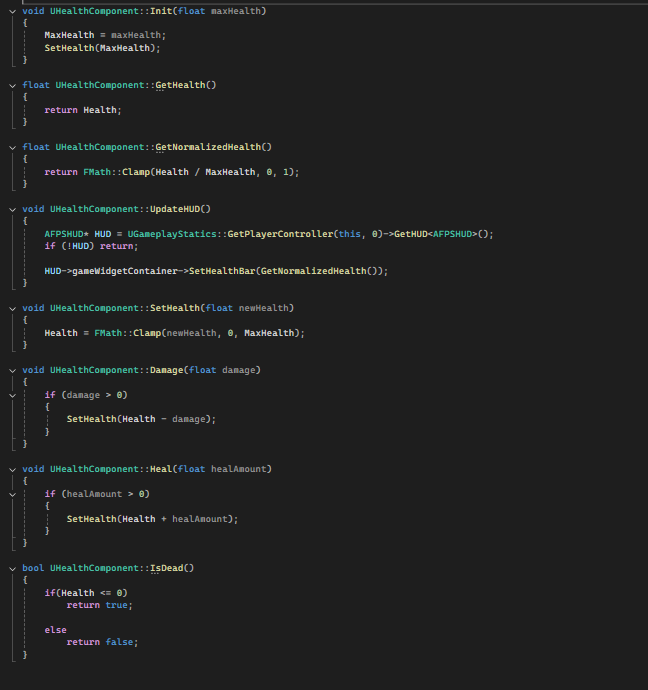 void UHealthComponent::Init(float maxHealth)
{
MaxHealth = maxHealth;
SetHealth(MaxHealth);
}
float UHealthComponent::GetHealth()
{
return Health;
}
float UHealthComponent::GetNormalizedHealth()
{
return FMath::Clamp(Health / MaxHealth, 0, 1);
}
void UHealthComponent::UpdateHUD()
{
AFPSHUD* HUD = UGameplayStatics::GetPlayerController(this, 0)->GetHUD<AFPSHUD>();
if (!HUD) return;
HUD->gameWidgetContainer->SetHealthBar(GetNormalizedHealth());
}
void UHealthComponent::SetHealth(float newHealth)
{
Health = FMath::Clamp(newHealth, 0, MaxHealth);
}
void UHealthComponent::Damage(float damage)
{
if (damage > 0)
{
SetHealth(Health - damage);
}
}
void UHealthComponent::Heal(float healAmount)
{
if (healAmount > 0)
{
SetHealth(Health + healAmount);
}
}
bool UHealthComponent::IsDead()
{
if(Health <= 0)
return true;
else
return false;
}